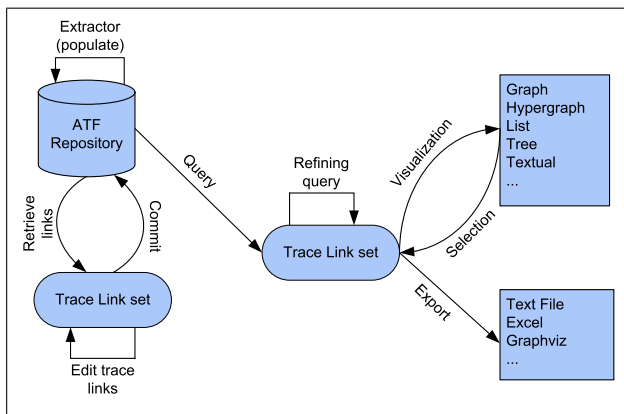 Extractor
(populate)
ATF
Repository
Query
Retrieve
links
Commit
Trace Link set
Edit trace
links
Refining
query
Trace Link set
Visualization
Selection
Export
Graph
Hypergraph
List
Tree
Textual
...
Text File
Excel
Graphviz
...